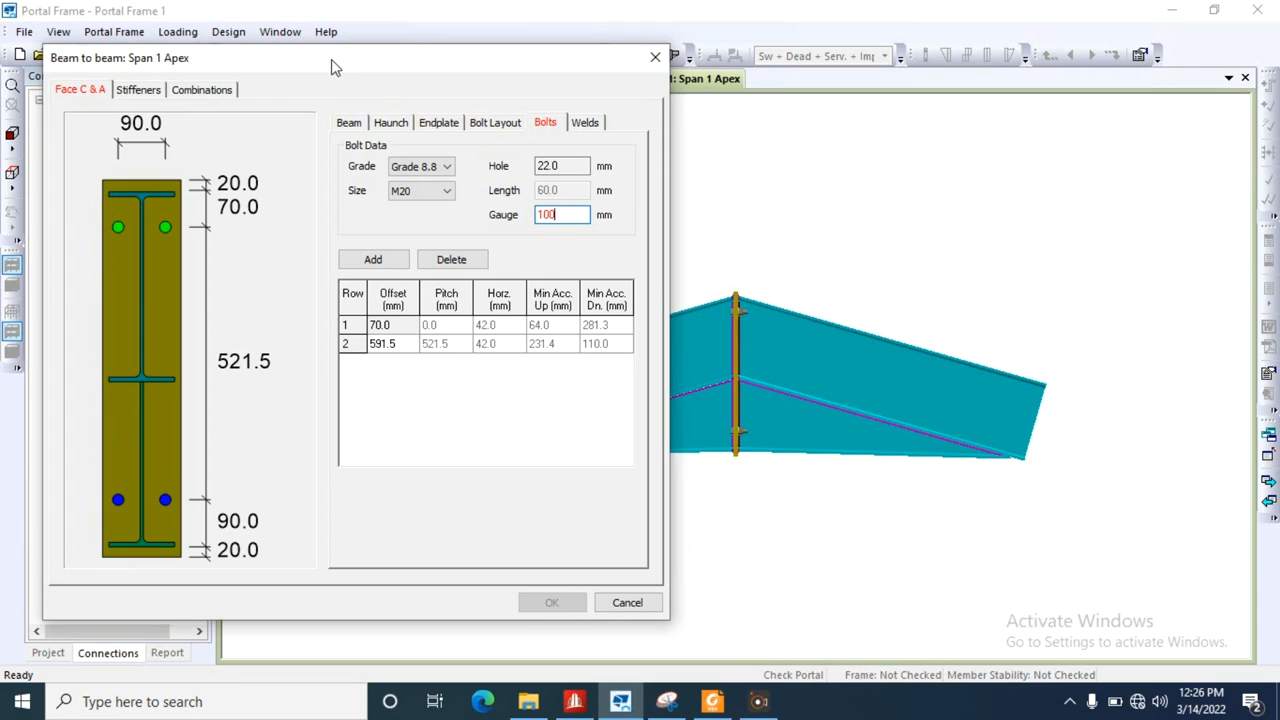 Portal Frame - Portal Frame 1
File View Portal Frame Loading Design Window Help
Beam to beam: Span 1 Apex
Sw + Dead + Serv. + Imp
Face C & A Stiffeners Combinations
: Span 1 Apex
Beam Haunch Endplate Bolt Layout Bolts Welds
Bolt Data
Grade Grade 8.8 Hole 22.0 mm
Size M20 Length 60.0 mm
Gauge 100 mm
Add Delete
Row Offset (mm) Pitch (mm) Horz. (mm) Min Acc. Up (mm) Min Acc. Dn. (mm)
1 70.0 0.0 42.0 64.0 281.3
2 591.5 521.5 42.0 231.4 110.0
90.0
20.0
70.0
521.5
90.0
20.0
OK Cancel
Activate Windows
Go to Settings to activate Windows.
Project Connections Report
Ready Check Portal Frame: Not Checked Member Stability: Not Checked
Type here to search
12:26 PM
3/14/2022
2